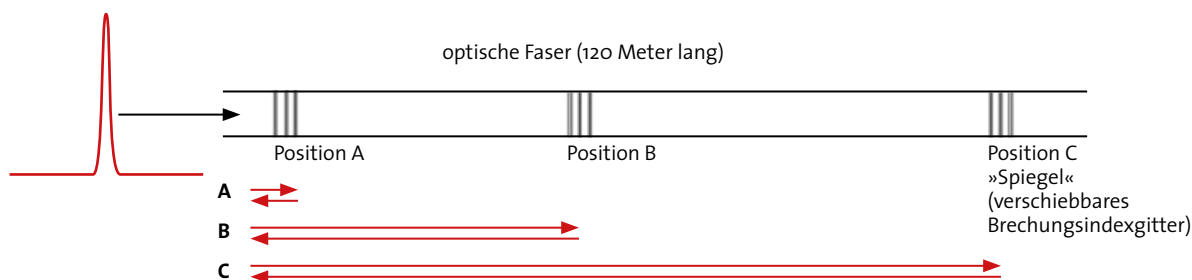 optische Faser (120 Meter lang)
Position A
Position B
Position C
»Spiegel«
(verschiebbares
Brechungsindexgitter)
A
B
C